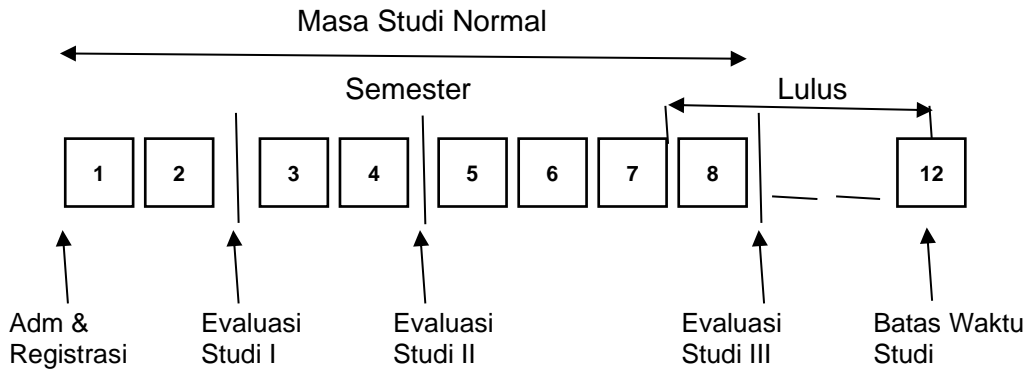 Masa Studi Normal
Semester
Lulus
1 2 3 4 5 6 7 8 12
Adm & Registrasi
Evaluasi Studi I
Evaluasi Studi II
Evaluasi Studi III
Batas Waktu Studi